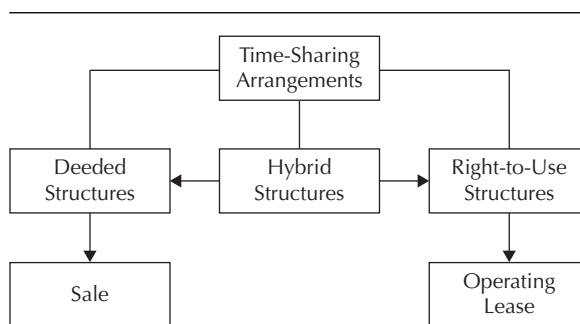 Time-Sharing
Arrangements
Deeded
Structures
Hybrid
Structures
Right-to-Use
Structures
Sale
Operating
Lease